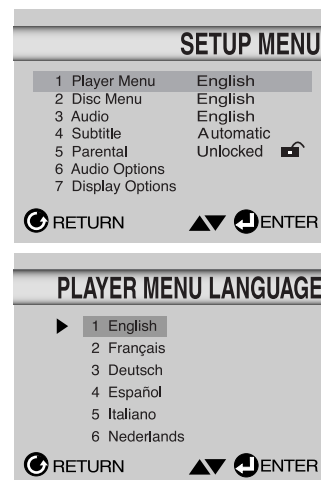 SETUP MENU
1 Player Menu English
2 Disc Menu English
3 Audio English
4 Subtitle Automatic
5 Parental Unlocked
6 Audio Options
7 Display Options
RETURN ENTER
PLAYER MENU LANGUAGE
1 English
2 Français
3 Deutsch
4 Español
5 Italiano
6 Nederlands
RETURN ENTER